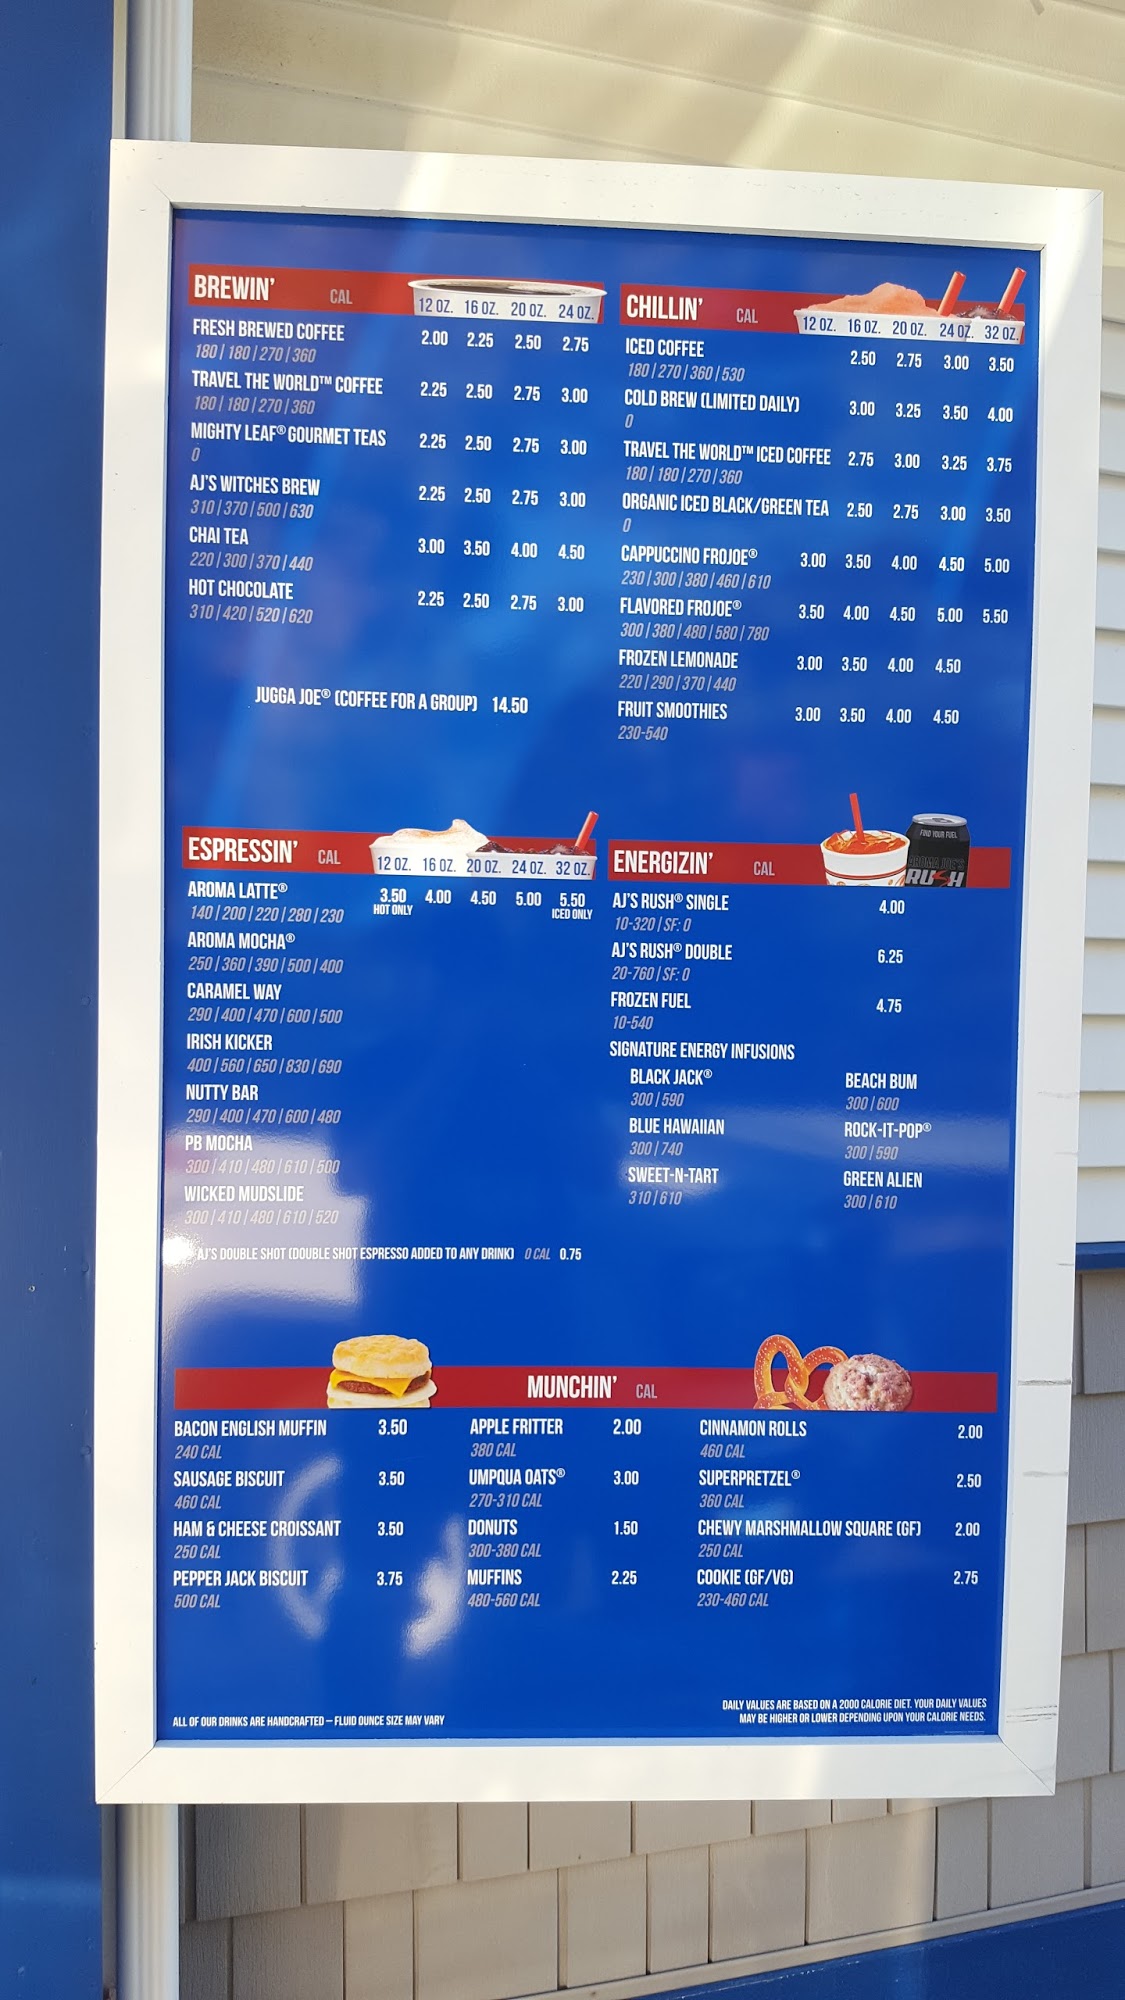 BREWIN' CAL 12 OZ. 16 OZ. 20 OZ. 24 OZ.
FRESH BREWED COFFEE 2.00 2.25 2.50 2.75
180 | 180 | 270 | 360
TRAVEL THE WORLD™ COFFEE 2.25 2.50 2.75 3.00
180 | 180 | 270 | 360
MIGHTY LEAF® GOURMET TEAS 2.25 2.50 2.75 3.00
0
AJ'S WITCHES BREW 2.25 2.50 2.75 3.00
310 | 370 | 500 | 630
CHAI TEA 3.00 3.50 4.00 4.50
220 | 300 | 370 | 440
HOT CHOCOLATE 2.25 2.50 2.75 3.00
310 | 420 | 520 | 620
JUGGA JOE® (COFFEE FOR A GROUP) 14.50
CHILLIN' CAL 12 OZ. 16 OZ. 20 OZ. 24 OZ. 32 OZ.
ICED COFFEE 2.50 2.75 3.00 3.50
180 | 270 | 360 | 530
COLD BREW (LIMITED DAILY) 3.00 3.25 3.50 4.00
0
TRAVEL THE WORLD™ ICED COFFEE 2.75 3.00 3.25 3.75
180 | 180 | 270 | 360
ORGANIC ICED BLACK/GREEN TEA 2.50 2.75 3.00 3.50
0
CAPPUCCINO FROJOE® 3.00 3.50 4.00 4.50 5.00
230 | 300 | 380 | 460 | 610
FLAVORED FROJOE® 3.50 4.00 4.50 5.00 5.50
300 | 380 | 480 | 580 | 780
FROZEN LEMONADE 3.00 3.50 4.00 4.50
220 | 290 | 370 | 440
FRUIT SMOOTHIES 3.00 3.50 4.00 4.50
230-540
ESPRESSIN' CAL 12 OZ. 16 OZ. 20 OZ. 24 OZ. 32 OZ.
AROMA LATTE® 3.50 4.00 4.50 5.00 5.50
140 | 200 | 220 | 280 | 230 HOT ONLY ICED ONLY
AROMA MOCHA®
250 | 360 | 390 | 500 | 400
CARAMEL WAY
290 | 400 | 470 | 600 | 500
IRISH KICKER
400 | 560 | 650 | 830 | 690
NUTTY BAR
290 | 400 | 470 | 600 | 480
PB MOCHA
300 | 410 | 480 | 610 | 500
WICKED MUDSLIDE
300 | 410 | 480 | 610 | 520
AJ'S DOUBLE SHOT (DOUBLE SHOT ESPRESSO ADDED TO ANY DRINK) 0 CAL 0.75
ENERGIZIN' CAL
FIND YOUR FUEL
AROMA JOE'S
RUSH
AJ'S RUSH® SINGLE 4.00
10-320 | SF: 0
AJ'S RUSH® DOUBLE 6.25
20-760 | SF: 0
FROZEN FUEL 4.75
10-540
SIGNATURE ENERGY INFUSIONS
BLACK JACK® BEACH BUM
300 | 590 300 | 600
BLUE HAWAIIAN ROCK-IT-POP®
300 | 740 300 | 590
SWEET-N-TART GREEN ALIEN
310 | 610 300 | 610
MUNCHIN' CAL
BACON ENGLISH MUFFIN 3.50 APPLE FRITTER 2.00 CINNAMON ROLLS 2.00
240 CAL 380 CAL 460 CAL
SAUSAGE BISCUIT 3.50 UMPQUA OATS® 3.00 SUPERPRETZEL® 2.50
460 CAL 270-310 CAL 360 CAL
HAM & CHEESE CROISSANT 3.50 DONUTS 1.50 CHEWY MARSHMALLOW SQUARE (GF) 2.00
250 CAL 300-380 CAL 250 CAL
PEPPER JACK BISCUIT 3.75 MUFFINS 2.25 COOKIE (GF/VG) 2.75
500 CAL 480-560 CAL 230-460 CAL
ALL OF OUR DRINKS ARE HANDCRAFTED – FLUID OUNCE SIZE MAY VARY
DAILY VALUES ARE BASED ON A 2000 CALORIE DIET. YOUR DAILY VALUES
MAY BE HIGHER OR LOWER DEPENDING UPON YOUR CALORIE NEEDS.